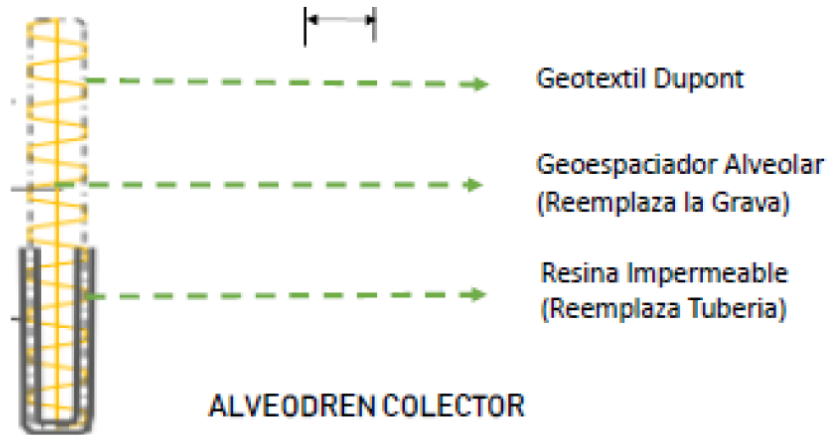 Geotextil Dupont
Geoespaciador Alveolar
(Reemplaza la Grava)
Resina Impermeable
(Reemplaza Tuberia)
ALVEODREN COLECTOR